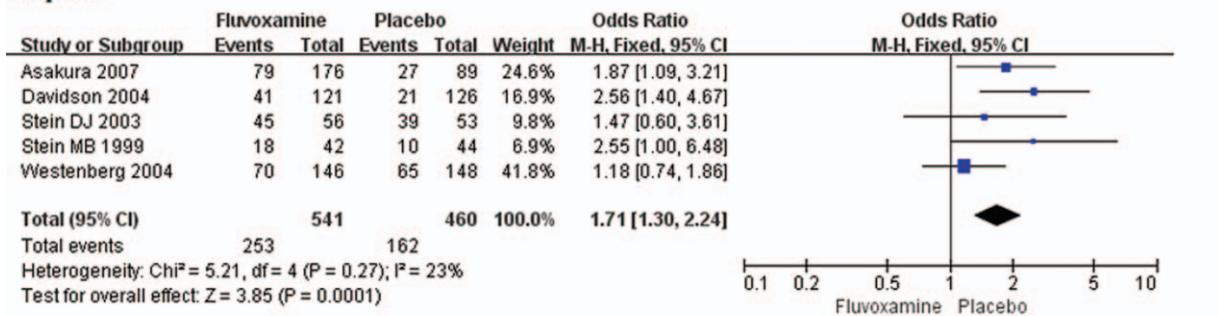 Fluvoxamine Placebo Odds Ratio Odds Ratio
Study or Subgroup Events Total Events Total Weight M-H, Fixed, 95% CI M-H, Fixed, 95% CI
Asakura 2007 79 176 27 89 24.6% 1.87 [1.09, 3.21]
Davidson 2004 41 121 21 126 16.9% 2.56 [1.40, 4.67]
Stein DJ 2003 45 56 39 53 9.8% 1.47 [0.60, 3.61]
Stein MB 1999 18 42 10 44 6.9% 2.55 [1.00, 6.48]
Westenberg 2004 70 146 65 148 41.8% 1.18 [0.74, 1.86]
Total (95% CI) 541 460 100.0% 1.71 [1.30, 2.24]
Total events 253 162
Heterogeneity: Chi² = 5.21, df = 4 (P = 0.27); I² = 23%
Test for overall effect: Z = 3.85 (P = 0.0001)
0.1 0.2 0.5 1 2 5 10
Fluvoxamine Placebo